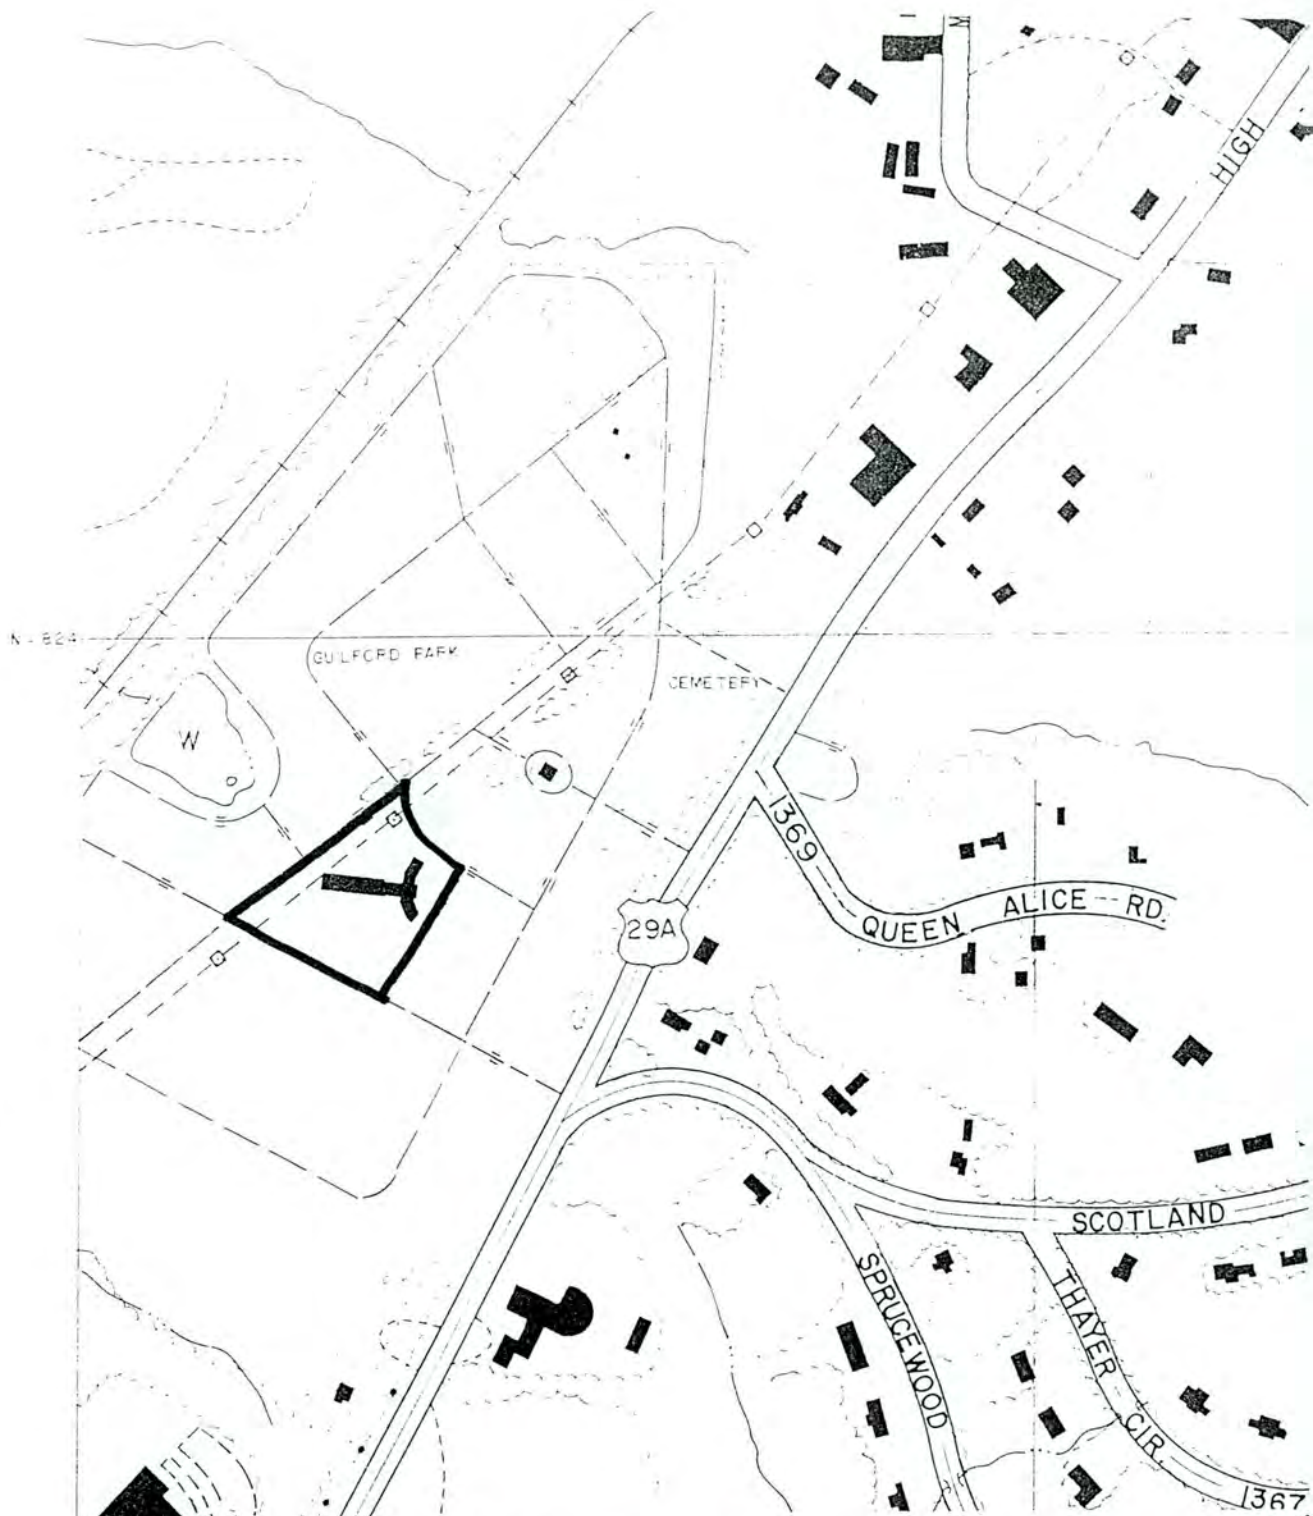 M
HIGH
N - 824
GUILFORD PARK
CEMETERY
W
1369
QUEEN ALICE RD.
29A
SCOTLAND
SPRUCEWOOD
THAYER CIR.
1367